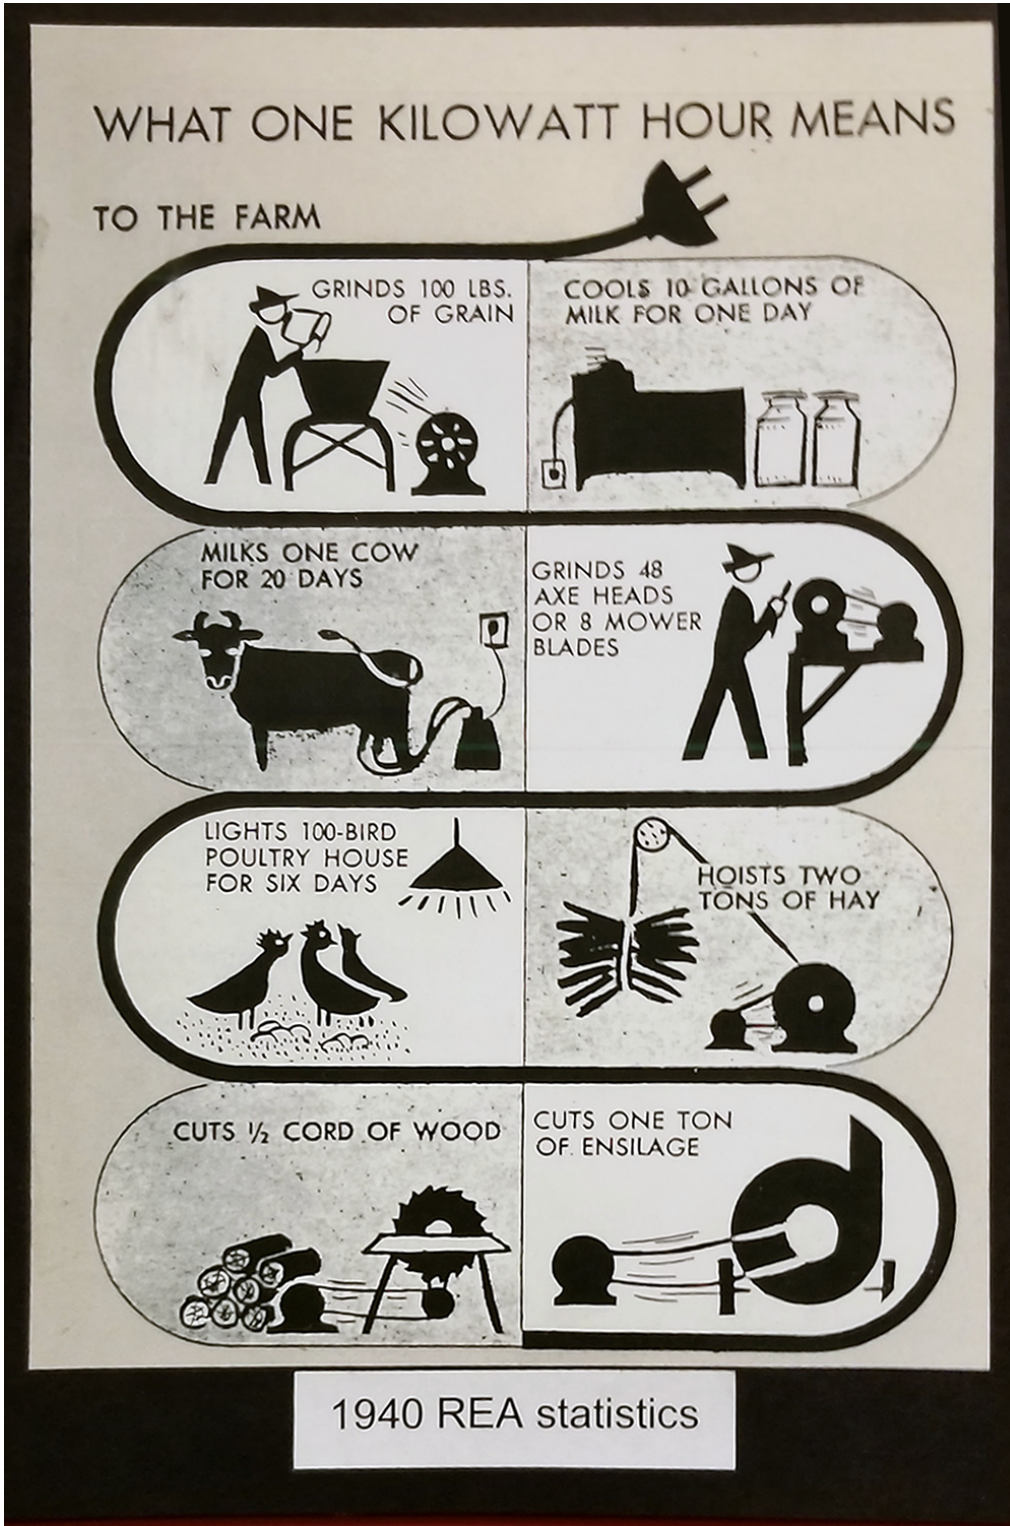 WHAT ONE KILOWATT HOUR MEANS
TO THE FARM
GRINDS 100 LBS.
OF GRAIN
COOLS 10 GALLONS OF
MILK FOR ONE DAY
MILKS ONE COW
FOR 20 DAYS
GRINDS 48
AXE HEADS
OR 8 MOWER
BLADES
LIGHTS 100-BIRD
POULTRY HOUSE
FOR SIX DAYS
HOISTS TWO
TONS OF HAY
CUTS ½ CORD OF WOOD
CUTS ONE TON
OF ENSILAGE
1940 REA statistics